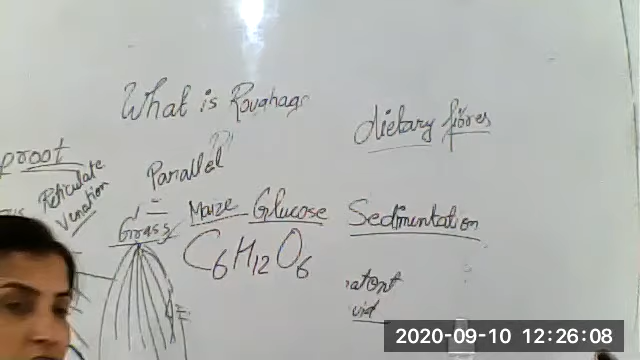 What is Roughage
??
dietary fibres
proot
Reticulate
Venation
Parallel
Grass
Maize Glucose
C6H12O6
Sedimentation
2020-09-10 12:26:08